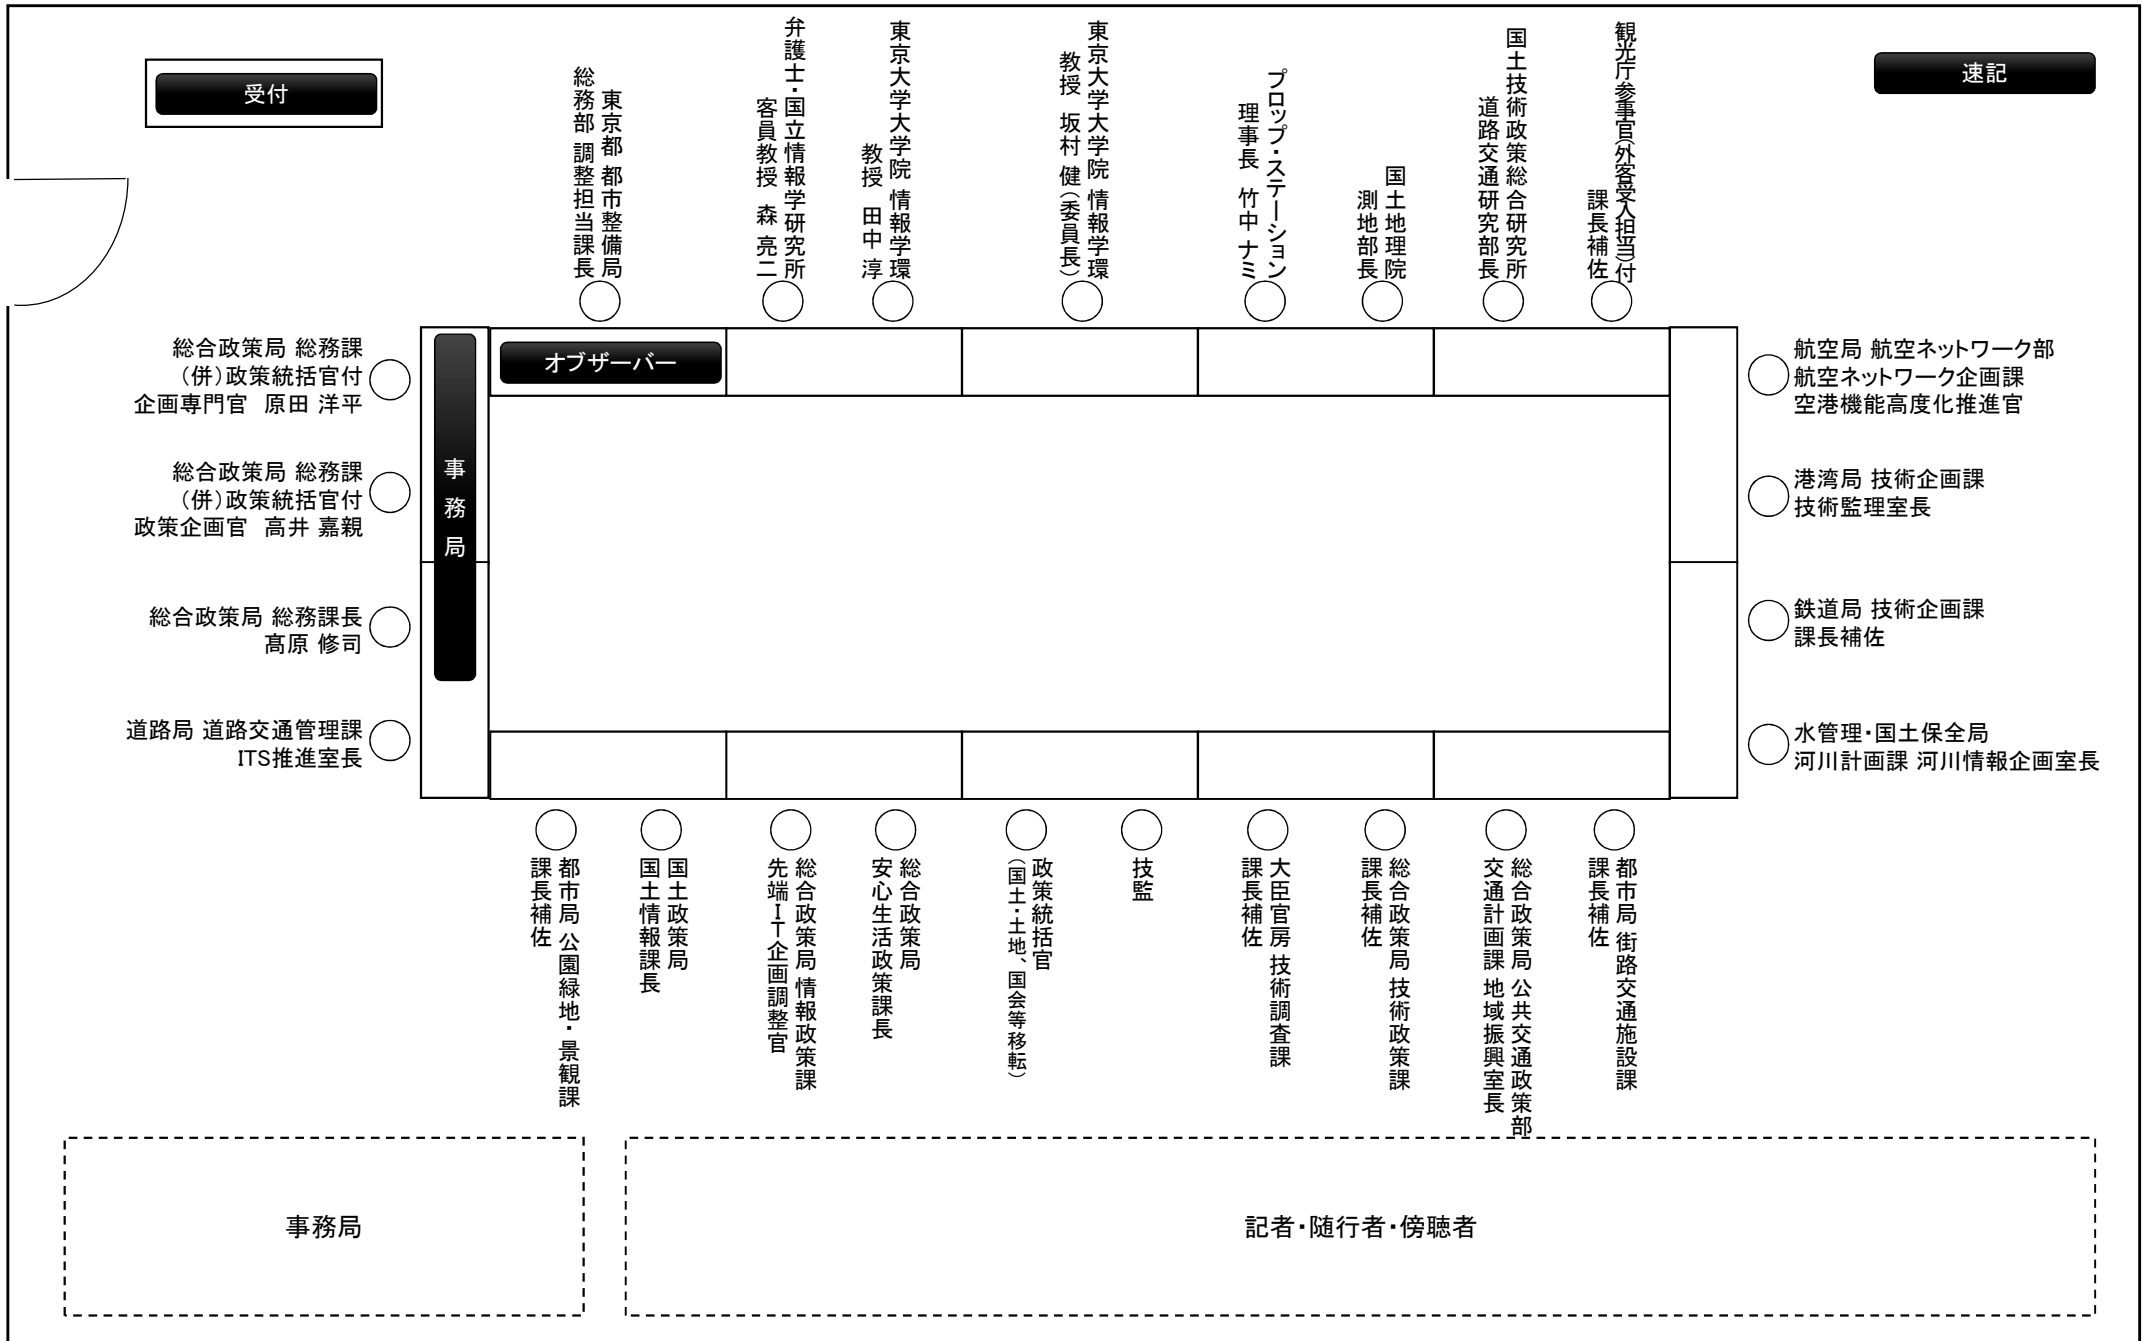 受付
速記
東京都 都市整備局
総務部 調整担当課長
弁護士・国立情報学研究所
客員教授 森 亮二
東京大学大学院 情報学環
教授 田中 淳
東京大学大学院 情報学環
教授 坂村 健（委員長）
プロップ・ステーション
理事長 竹中 ナミ
国土地理院
測地部長
国土技術政策総合研究所
道路交通研究部長
観光庁参事官（外客受入担当）付
課長補佐
オブザーバー
事務局
総合政策局 総務課
（併）政策統括官付
企画専門官 原田 洋平
総合政策局 総務課
（併）政策統括官付
政策企画官 高井 嘉親
総合政策局 総務課長
髙原 修司
道路局 道路交通管理課
ITS推進室長
航空局 航空ネットワーク部
航空ネットワーク企画課
空港機能高度化推進官
港湾局 技術企画課
技術監理室長
鉄道局 技術企画課
課長補佐
水管理・国土保全局
河川計画課 河川情報企画室長
都市局 公園緑地・景観課
課長補佐
国土政策局
国土情報課長
総合政策局 情報政策課
先端IT企画調整官
総合政策局
安心生活政策課長
政策統括官
（国土・土地、国会等移転）
技監
大臣官房 技術調査課
課長補佐
総合政策局 技術政策課
課長補佐
総合政策局 公共交通政策部
交通計画課 地域振興室長
都市局 街路交通施設課
課長補佐
事務局
記者・随行者・傍聴者